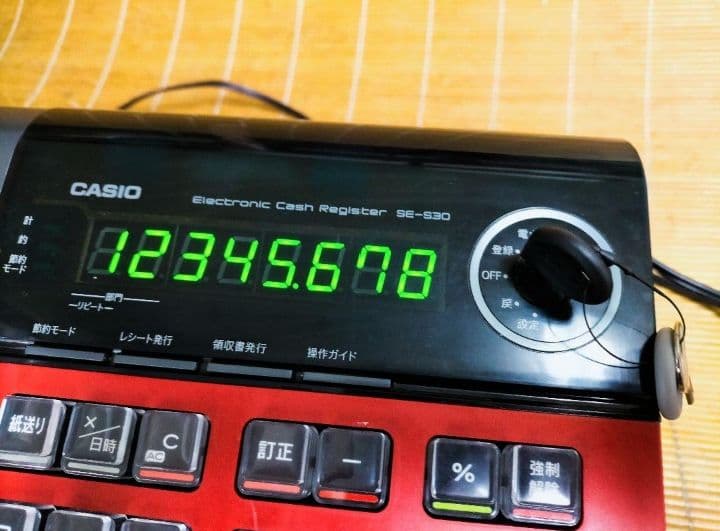 CASIO
Electronic Cash Register SE-S30
計
約
節約
モード
12345.678
電
登録
OFF
戻
設定
部門
リピート
節約モード
レシート発行
領収書発行
操作ガイド
紙送り
×
/日時
C
AC
訂正
−
%
強制
解除